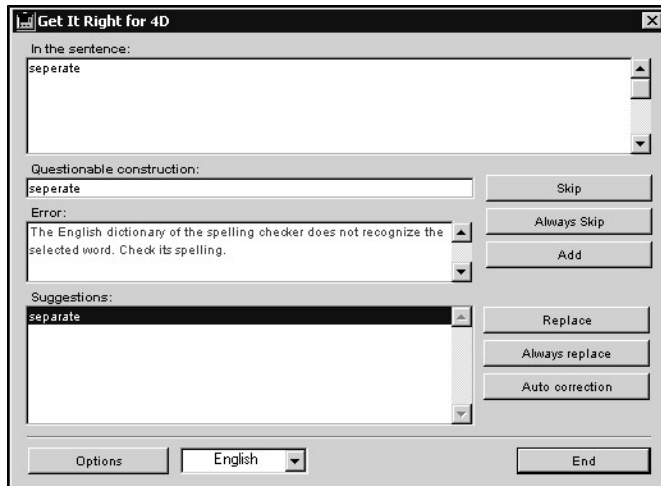 Get It Right for 4D
In the sentence:
seperate
Questionable construction:
seperate
Skip
Error:
Always Skip
The English dictionary of the spelling checker does not recognize the
selected word. Check its spelling.
Add
Suggestions:
separate
Replace
Always replace
Auto correction
Options
English
End